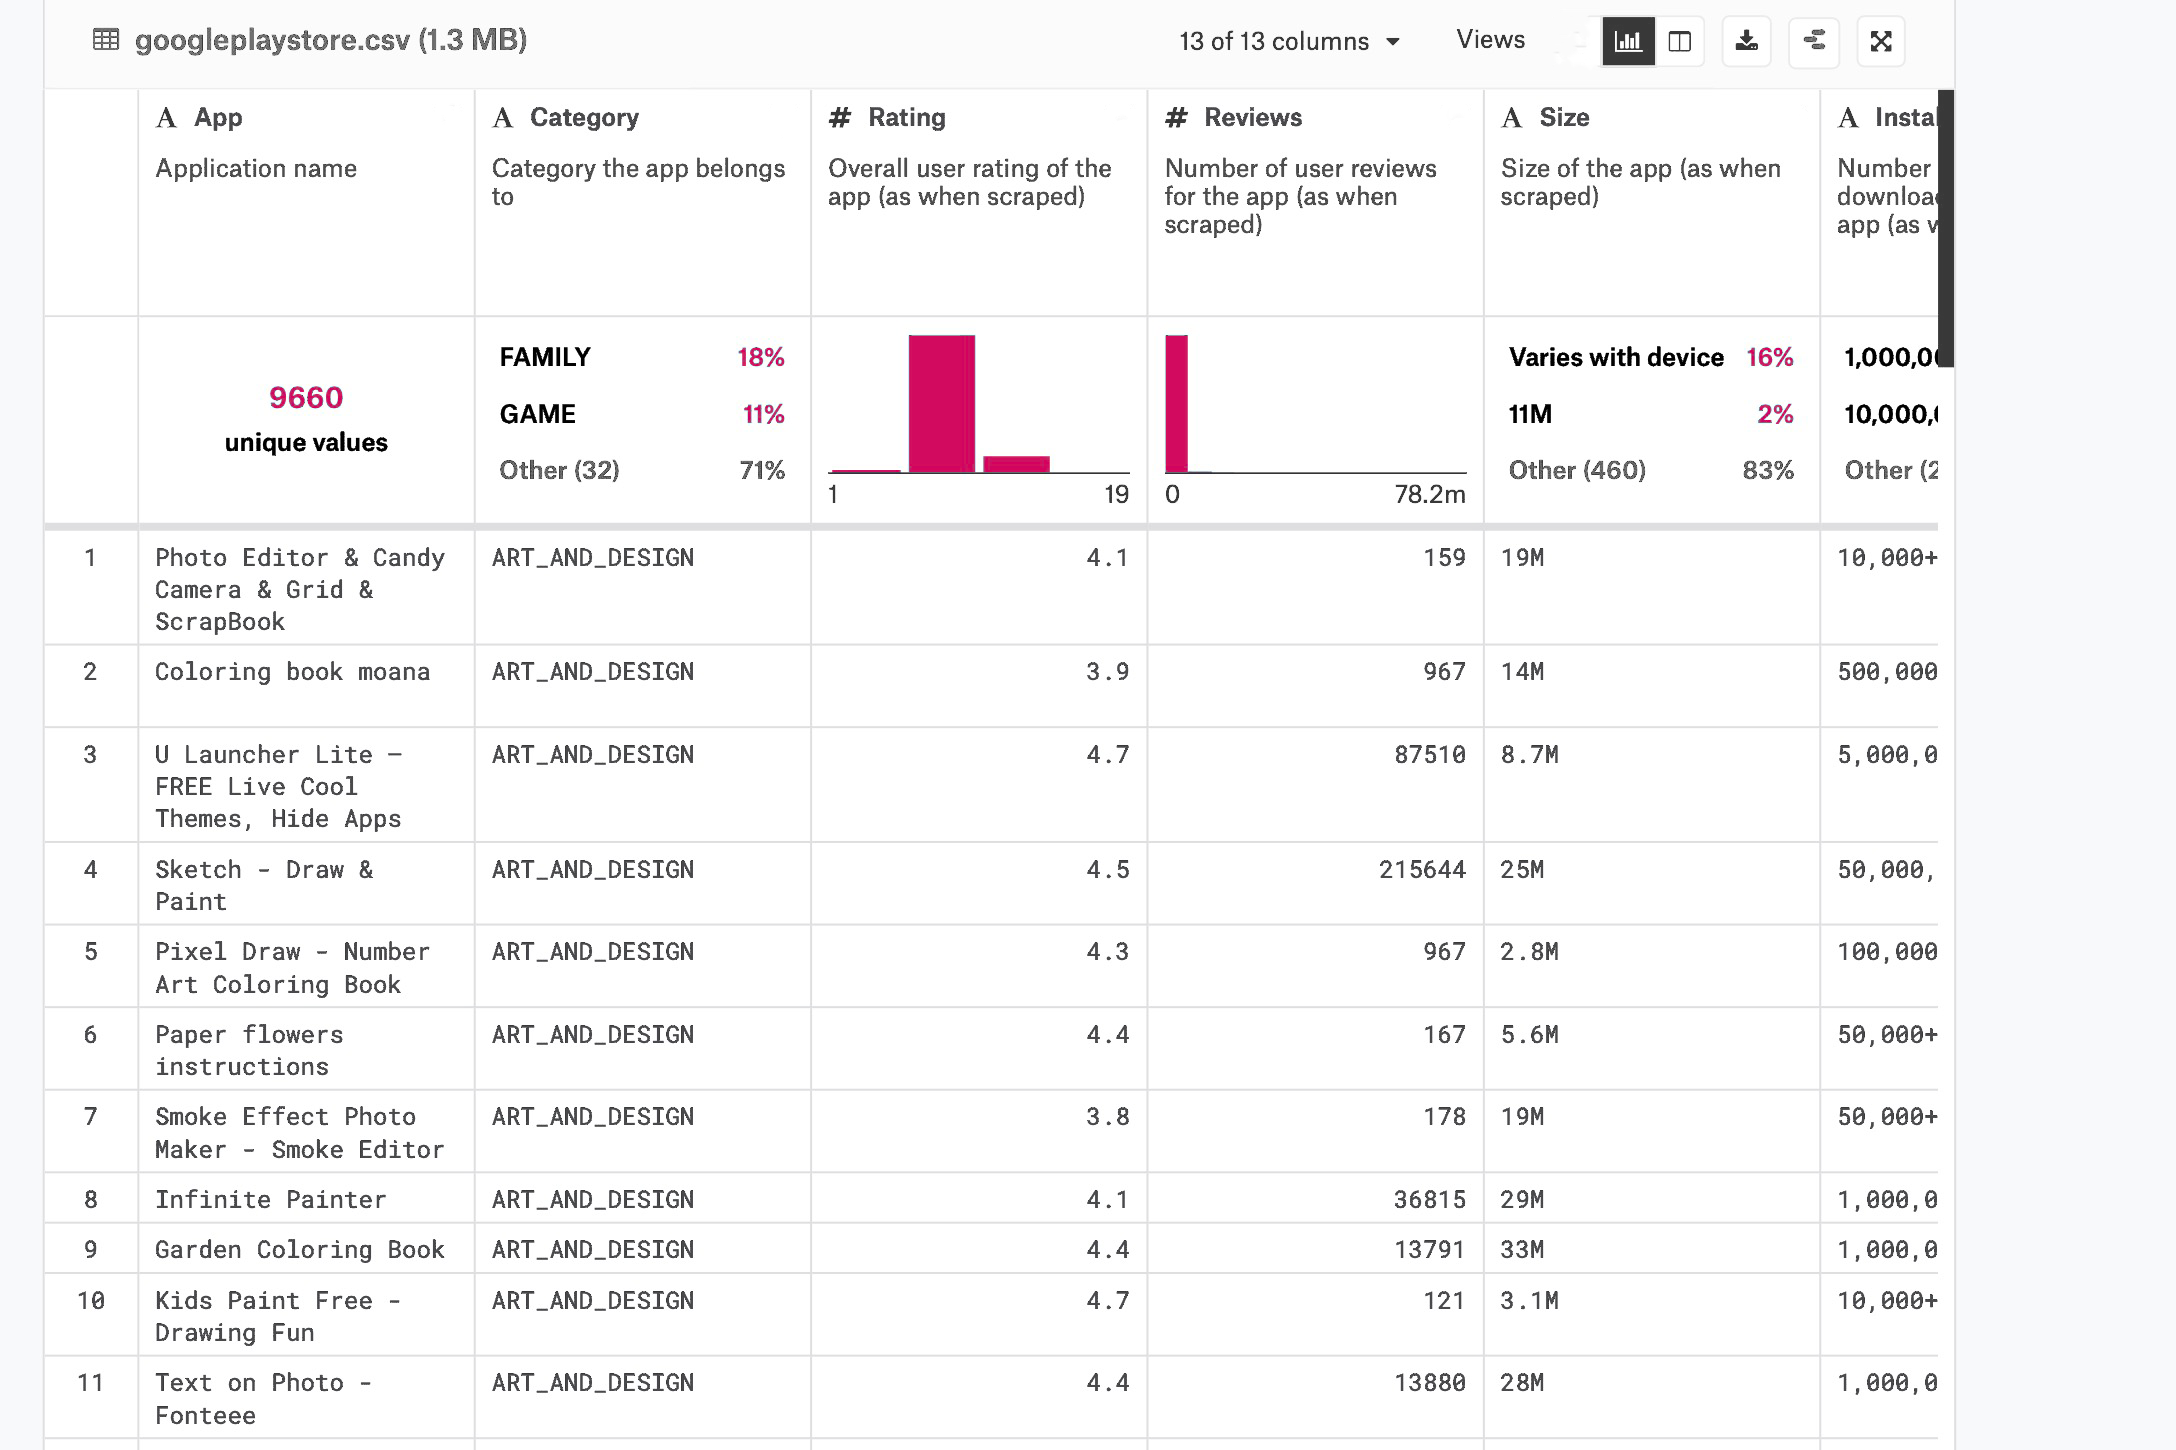 googleplaystore.csv (1.3 MB)
13 of 13 columns
Views
A App
A Category
# Rating
# Reviews
A Size
A Instal
Application name
Category the app belongs
to
Overall user rating of the
app (as when scraped)
Number of user reviews
for the app (as when
scraped)
Size of the app (as when
scraped)
Number
downloa
app (as w
9660
unique values
FAMILY 18%
GAME 11%
Other (32) 71%
1 19
0 78.2m
Varies with device 16%
11M 2%
Other (460) 83%
1,000,0
10,000,
Other (2
1 Photo Editor & Candy ART_AND_DESIGN 4.1 159 19M 10,000+
Camera & Grid &
ScrapBook
2 Coloring book moana ART_AND_DESIGN 3.9 967 14M 500,000
3 U Launcher Lite – ART_AND_DESIGN 4.7 87510 8.7M 5,000,0
FREE Live Cool
Themes, Hide Apps
4 Sketch - Draw & ART_AND_DESIGN 4.5 215644 25M 50,000,
Paint
5 Pixel Draw - Number ART_AND_DESIGN 4.3 967 2.8M 100,000
Art Coloring Book
6 Paper flowers ART_AND_DESIGN 4.4 167 5.6M 50,000+
instructions
7 Smoke Effect Photo ART_AND_DESIGN 3.8 178 19M 50,000+
Maker - Smoke Editor
8 Infinite Painter ART_AND_DESIGN 4.1 36815 29M 1,000,0
9 Garden Coloring Book ART_AND_DESIGN 4.4 13791 33M 1,000,0
10 Kids Paint Free - ART_AND_DESIGN 4.7 121 3.1M 10,000+
Drawing Fun
11 Text on Photo - ART_AND_DESIGN 4.4 13880 28M 1,000,0
Fonteee